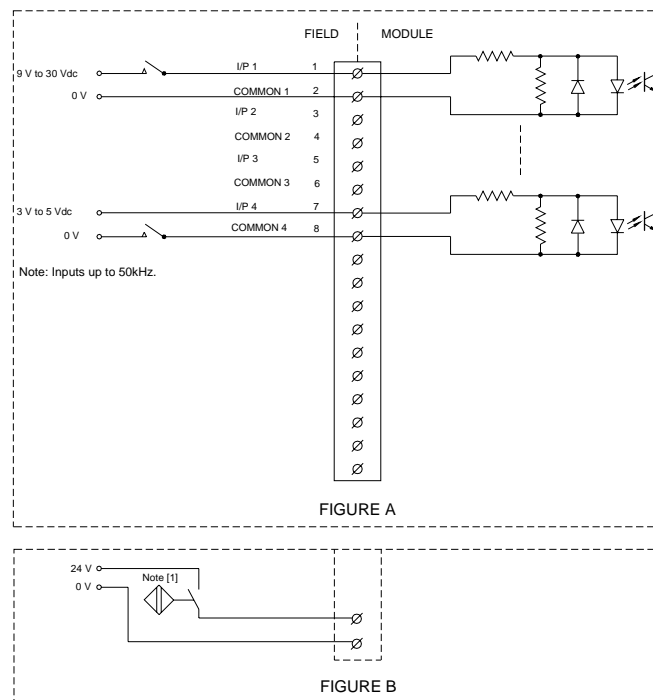 FIELD MODULE
9 V to 30 Vdc I/P 1 1
0 V COMMON 1 2
I/P 2 3
COMMON 2 4
I/P 3 5
COMMON 3 6
3 V to 5 Vdc I/P 4 7
0 V COMMON 4 8
Note: Inputs up to 50kHz.
FIGURE A
24 V
Note [1]
0 V
FIGURE B